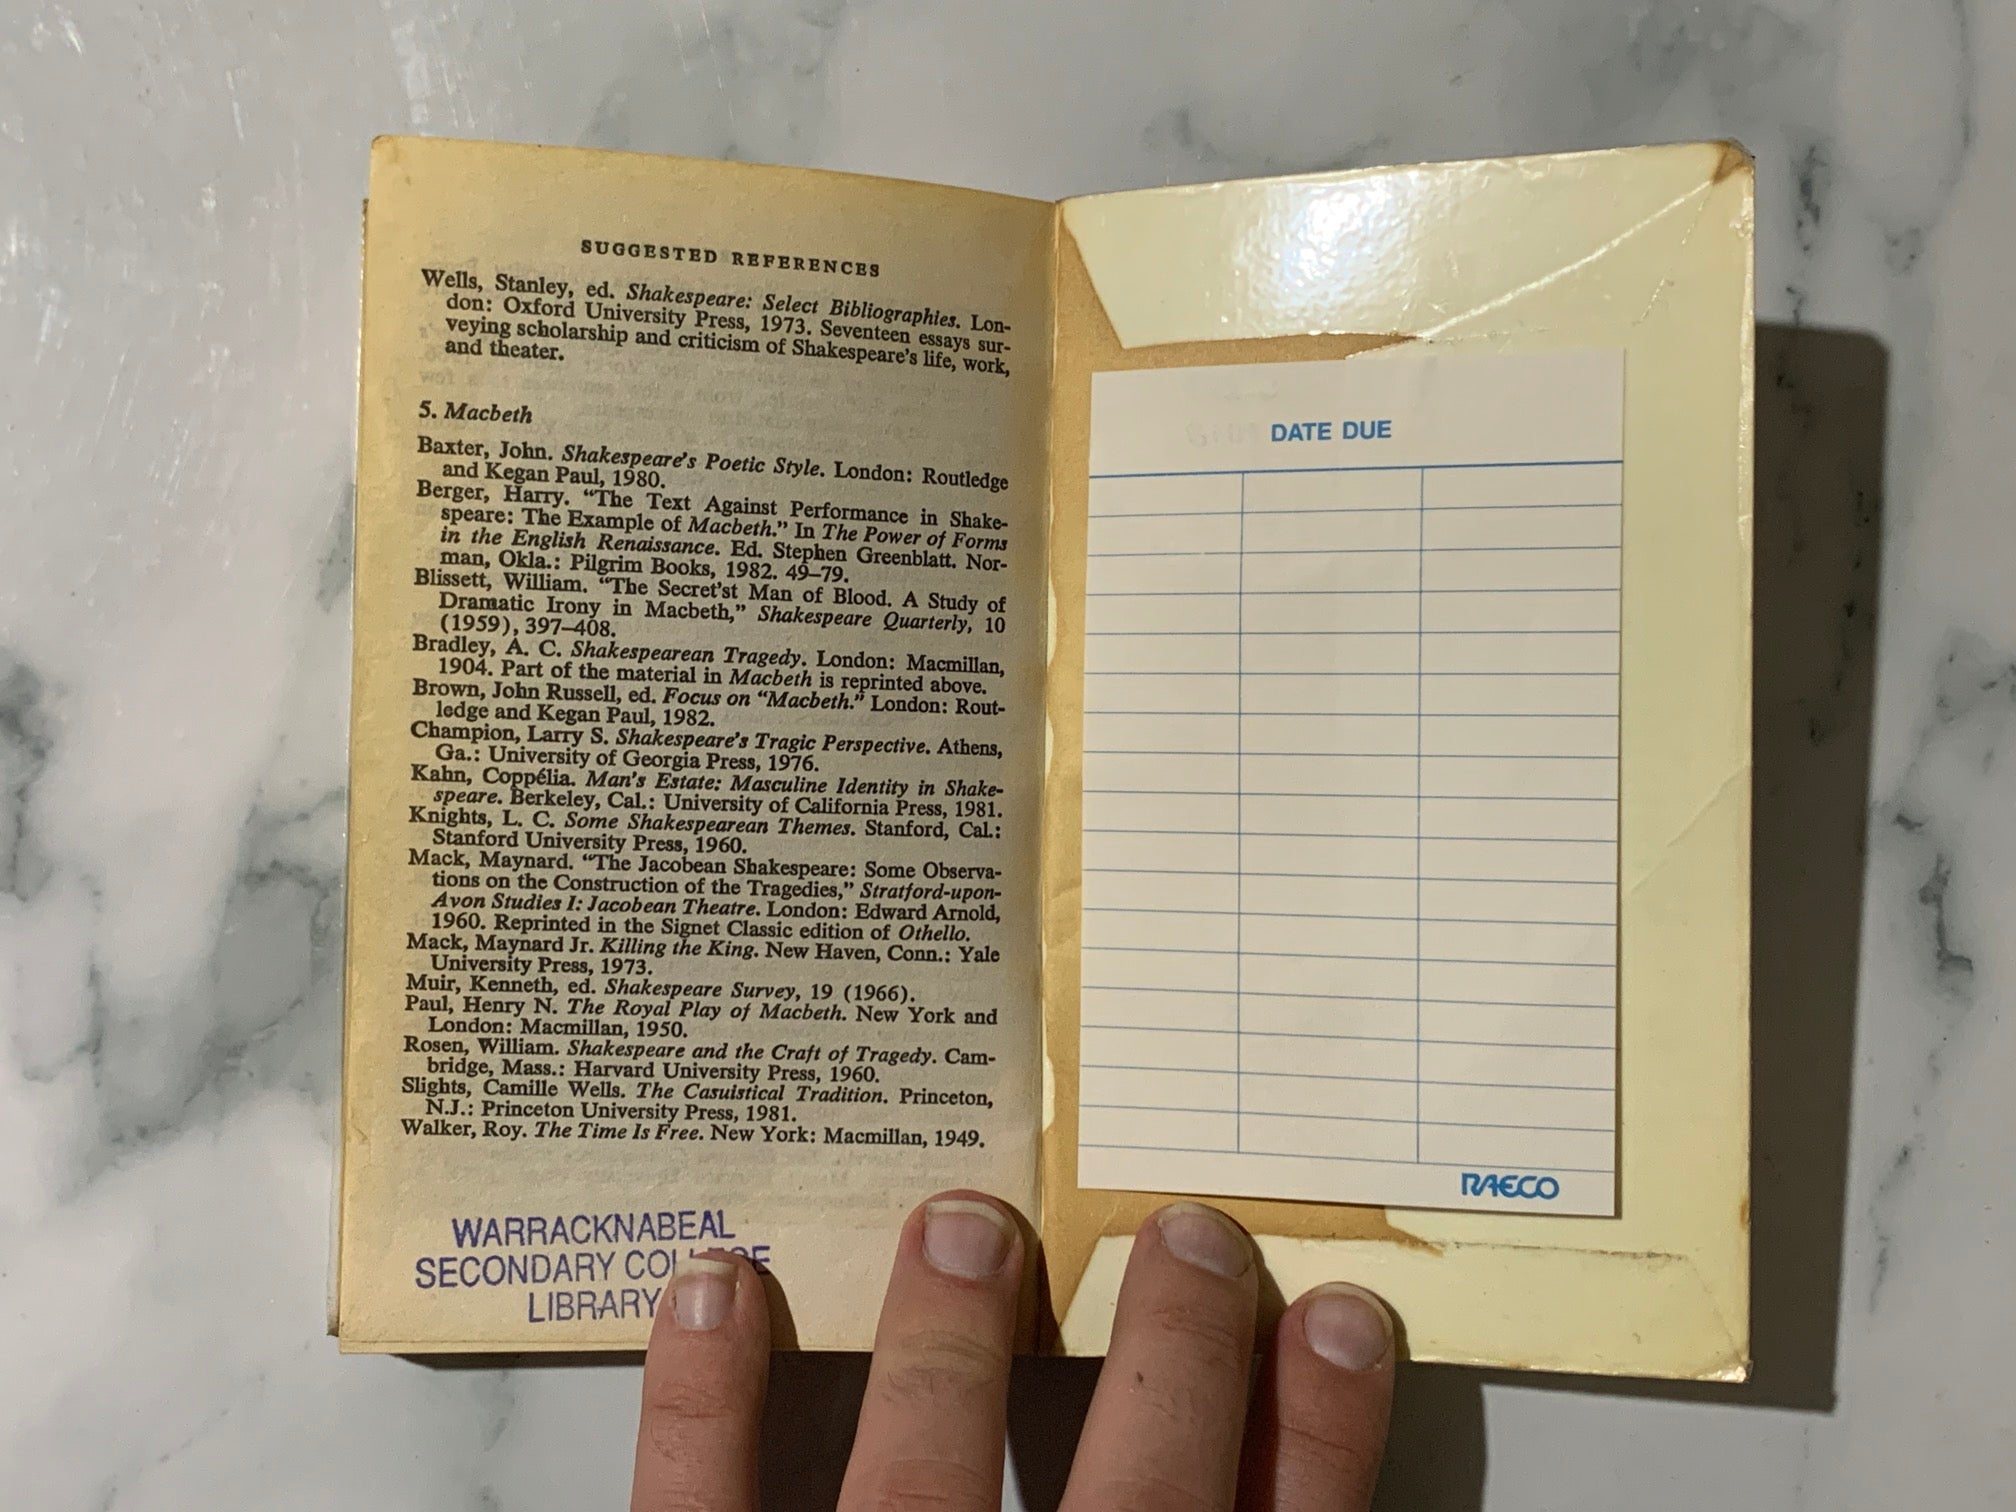 SUGGESTED REFERENCES
Wells, Stanley, ed. Shakespeare: Select Bibliographies. Lon-
don: Oxford University Press, 1973. Seventeen essays sur-
veying scholarship and criticism of Shakespeare's life, work,
and theater.
5. Macbeth
Baxter, John. Shakespeare's Poetic Style. London: Routledge
and Kegan Paul, 1980.
Berger, Harry. “The Text Against Performance in Shake-
speare: The Example of Macbeth.” In The Power of Forms
in the English Renaissance. Ed. Stephen Greenblatt. Nor-
man, Okla.: Pilgrim Books, 1982. 49–79.
Blissett, William. “The Secret'st Man of Blood. A Study of
Dramatic Irony in Macbeth,” Shakespeare Quarterly, 10
(1959), 397–408.
Bradley, A. C. Shakespearean Tragedy. London: Macmillan,
1904. Part of the material in Macbeth is reprinted above.
Brown, John Russell, ed. Focus on “Macbeth.” London: Rout-
ledge and Kegan Paul, 1982.
Champion, Larry S. Shakespeare's Tragic Perspective. Athens,
Ga.: University of Georgia Press, 1976.
Kahn, Coppélia. Man's Estate: Masculine Identity in Shake-
speare. Berkeley, Cal.: University of California Press, 1981.
Knights, L. C. Some Shakespearean Themes. Stanford, Cal.:
Stanford University Press, 1960.
Mack, Maynard. “The Jacobean Shakespeare: Some Observa-
tions on the Construction of the Tragedies,” Stratford-upon-
Avon Studies I: Jacobean Theatre. London: Edward Arnold,
1960. Reprinted in the Signet Classic edition of Othello.
Mack, Maynard Jr. Killing the King. New Haven, Conn.: Yale
University Press, 1973.
Muir, Kenneth, ed. Shakespeare Survey, 19 (1966).
Paul, Henry N. The Royal Play of Macbeth. New York and
London: Macmillan, 1950.
Rosen, William. Shakespeare and the Craft of Tragedy. Cam-
bridge, Mass.: Harvard University Press, 1960.
Slights, Camille Wells. The Casuistical Tradition. Princeton,
N.J.: Princeton University Press, 1981.
Walker, Roy. The Time Is Free. New York: Macmillan, 1949.
WARRACKNABEAL
SECONDARY COLLEGE
LIBRARY
DATE DUE
RAECO